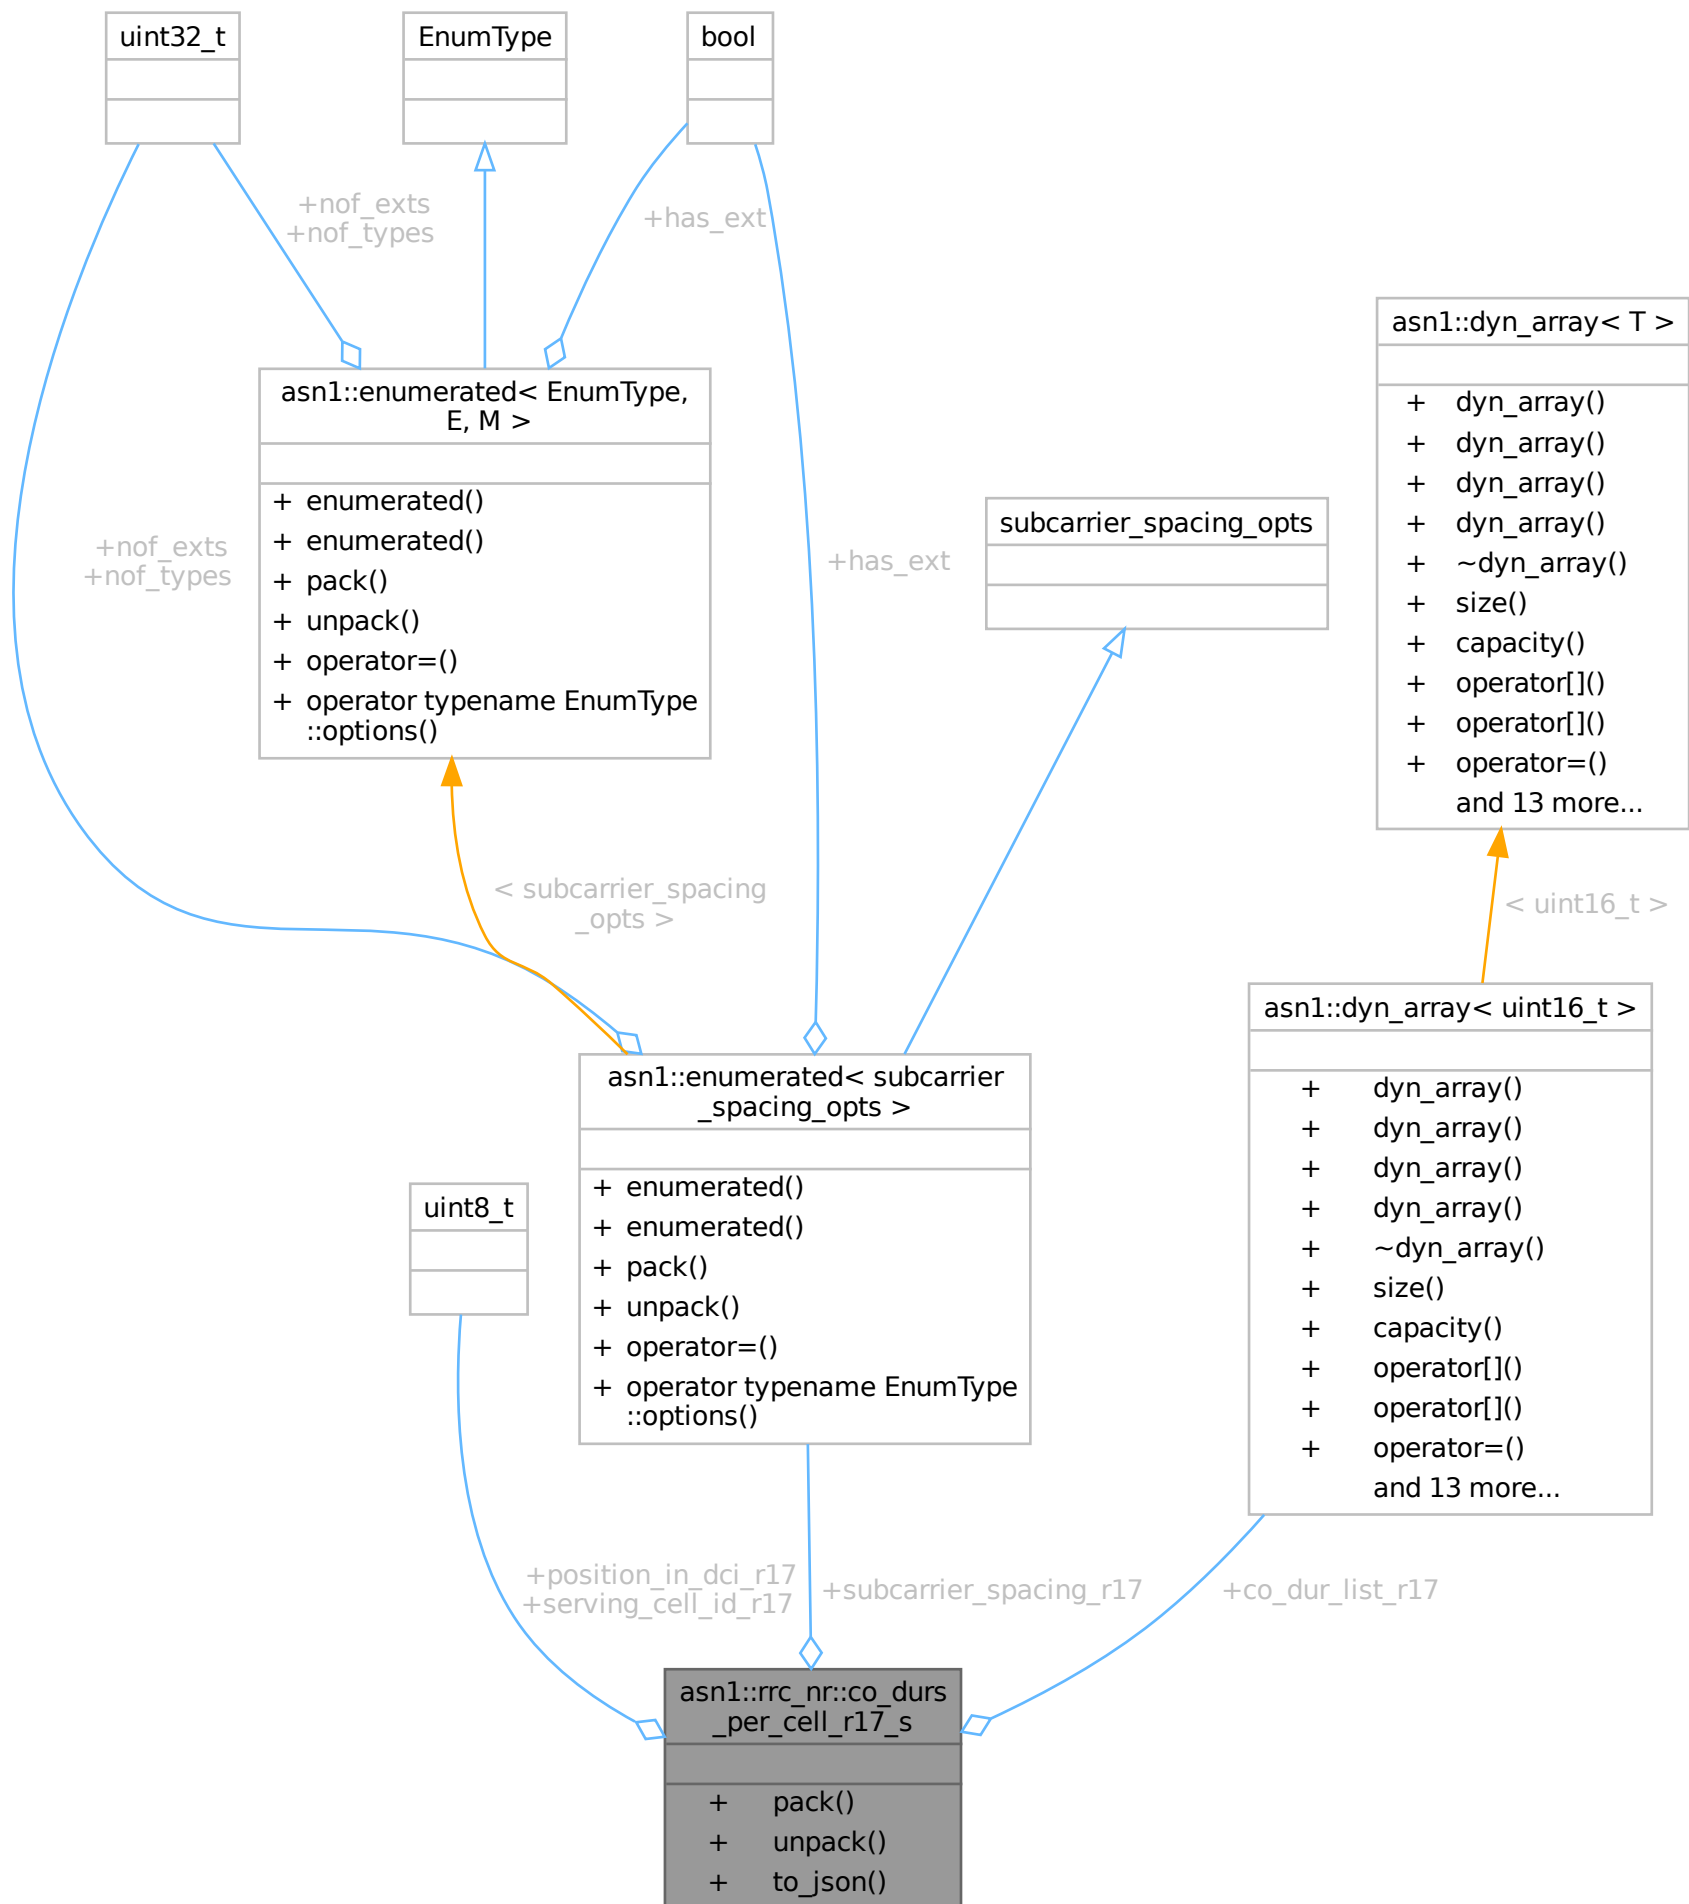 uint32_t
EnumType
bool
+nof_exts
+nof_types
+has_ext
asn1::dyn_array< T >
+ dyn_array()
+ dyn_array()
+ dyn_array()
+ dyn_array()
+ ~dyn_array()
+ size()
+ capacity()
+ operator[]()
+ operator[]()
+ operator=()
and 13 more...
asn1::enumerated< EnumType,
E, M >
+ enumerated()
+ enumerated()
+ pack()
+ unpack()
+ operator=()
+ operator typename EnumType
::options()
+nof_exts
+nof_types
+has_ext
subcarrier_spacing_opts
< subcarrier_spacing
_opts >
< uint16_t >
asn1::dyn_array< uint16_t >
+ dyn_array()
+ dyn_array()
+ dyn_array()
+ dyn_array()
+ ~dyn_array()
+ size()
+ capacity()
+ operator[]()
+ operator[]()
+ operator=()
and 13 more...
asn1::enumerated< subcarrier
_spacing_opts >
+ enumerated()
+ enumerated()
+ pack()
+ unpack()
+ operator=()
+ operator typename EnumType
::options()
uint8_t
+position_in_dci_r17
+serving_cell_id_r17
+subcarrier_spacing_r17
+co_dur_list_r17
asn1::rrc_nr::co_durs
_per_cell_r17_s
+ pack()
+ unpack()
+ to_json()